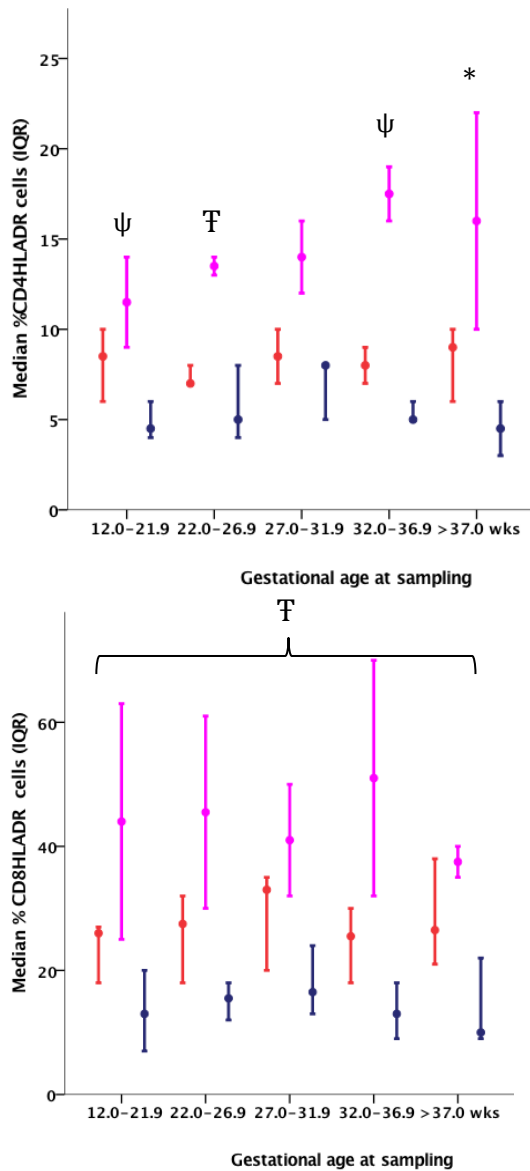 Median %CD4HLADR cells (IQR)
25
20
15
10
5
0
*
ψ
ψ
Ŧ
12.0-21.9 22.0-26.9 27.0-31.9 32.0-36.9 >37.0 wks
Gestational age at sampling
Ŧ
Median % CD8HLADR cells (IQR)
60
40
20
0
12.0-21.9 22.0-26.9 27.0-31.9 32.0-36.9 >37.0 wks
Gestational age at sampling